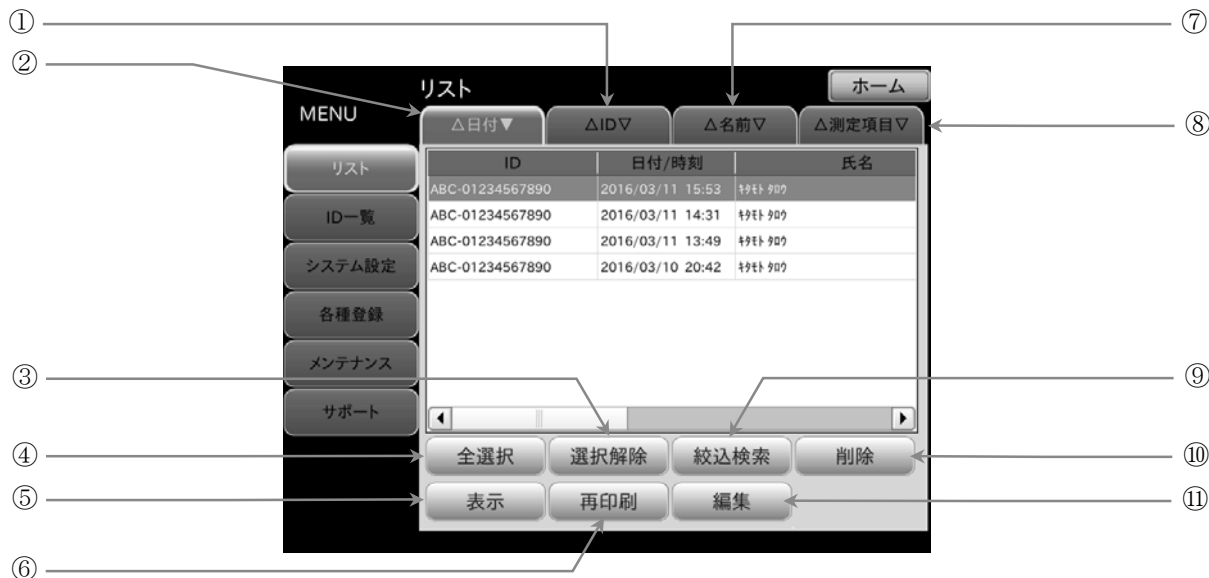 ①
⑦
②
リスト
ホーム
MENU
△日付▼
△ID▽
△名前▽
△測定項目▽
⑧
リスト
ID
日付/時刻
氏名
ABC-01234567890
2016/03/11 15:53
ｷﾀﾓﾄ ﾀﾛｳ
ID一覧
ABC-01234567890
2016/03/11 14:31
ｷﾀﾓﾄ ﾀﾛｳ
ABC-01234567890
2016/03/11 13:49
ｷﾀﾓﾄ ﾀﾛｳ
システム設定
ABC-01234567890
2016/03/10 20:42
ｷﾀﾓﾄ ﾀﾛｳ
各種登録
メンテナンス
③
⑨
サポート
④
全選択
選択解除
絞込検索
削除
⑩
⑤
表示
再印刷
編集
⑪
⑥